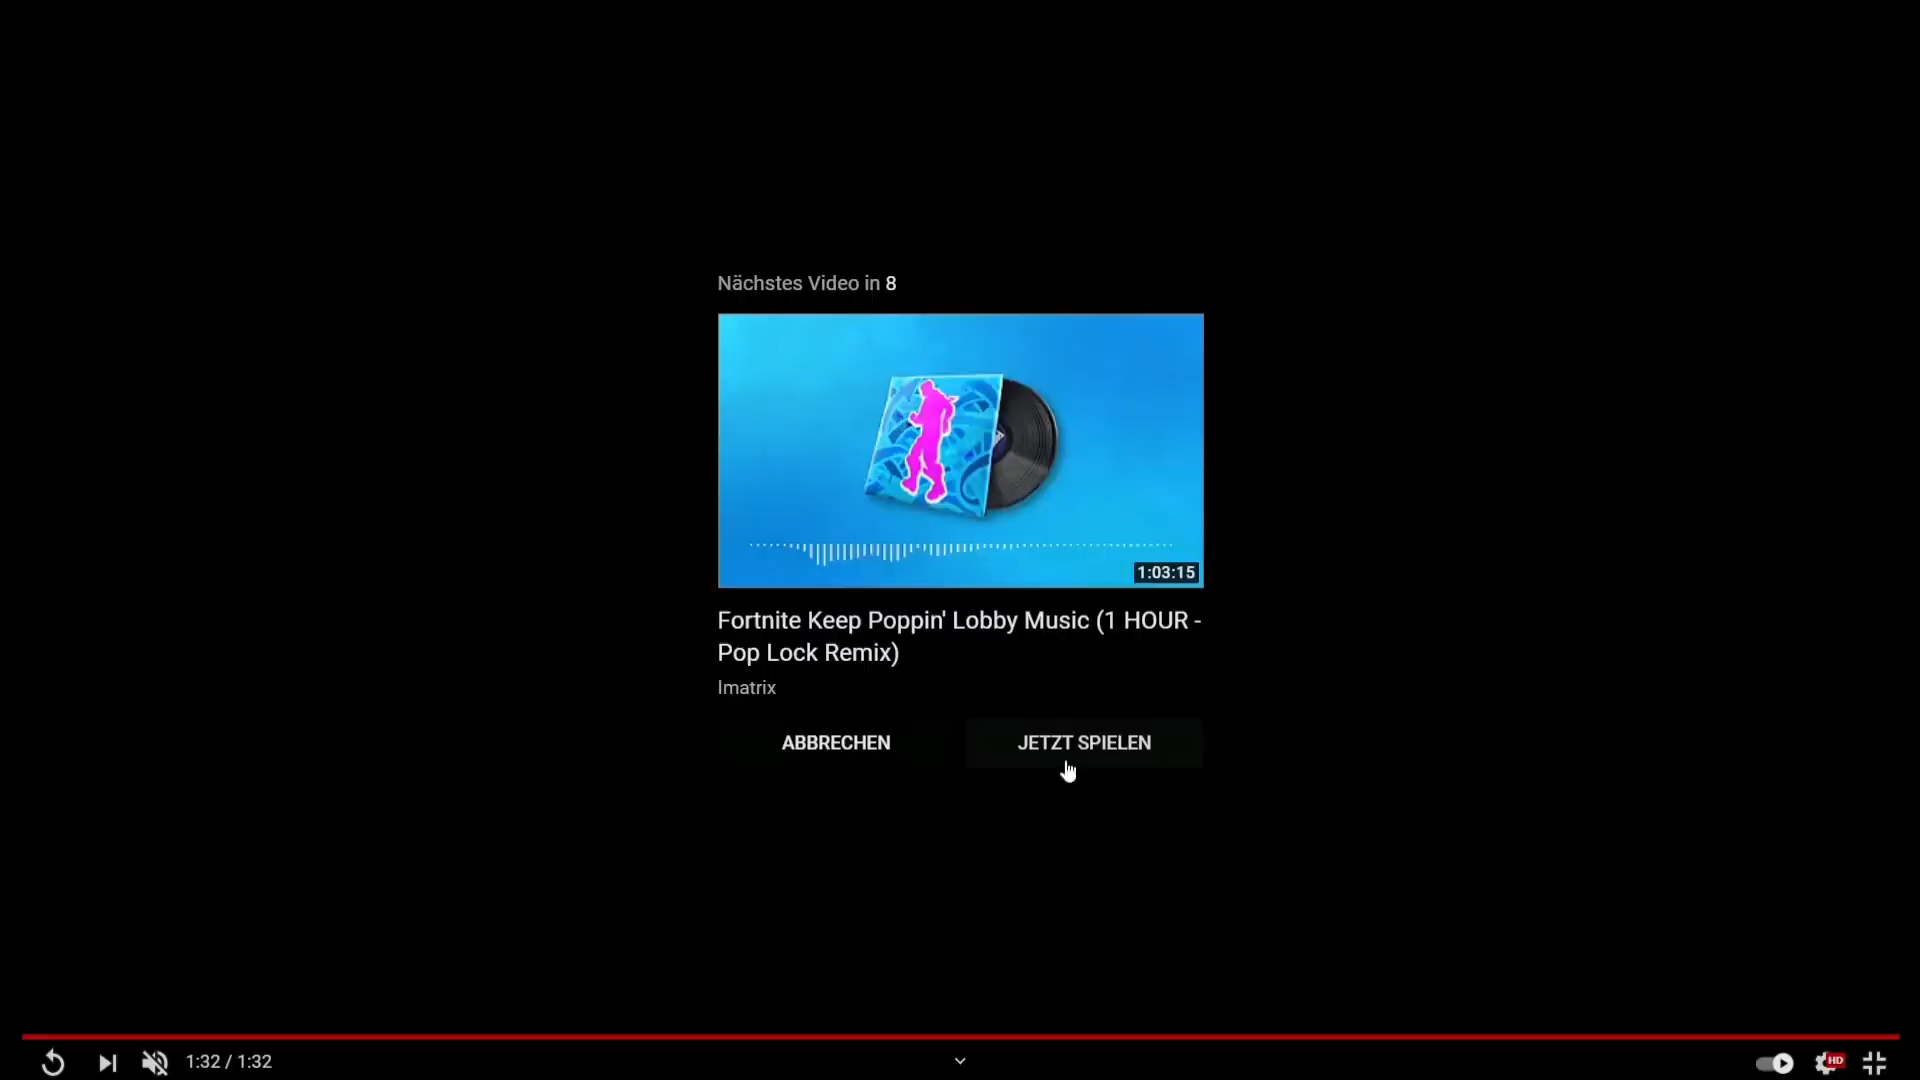 Nächstes Video in 8
1:03:15
Fortnite Keep Poppin' Lobby Music (1 HOUR -
Pop Lock Remix)
Imatrix
ABBRECHEN
JETZT SPIELEN
1:32 / 1:32
HD